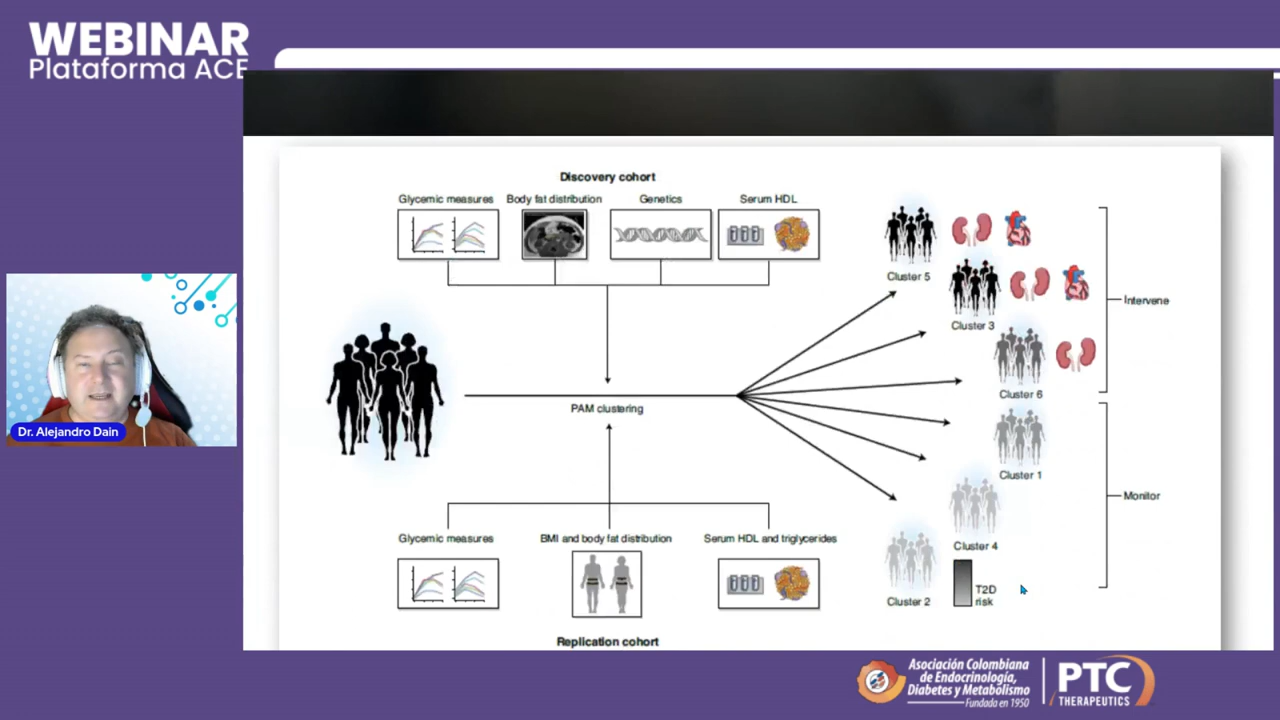 WEBINAR
Plataforma ACE
Discovery cohort
Glycemic measures
Body fat distribution
Genetics
Serum HDL
Cluster 5
Cluster 3
Intervene
Cluster 6
PAM clustering
Cluster 1
Dr. Alejandro Dain
Monitor
Glycemic measures
BMI and body fat distribution
Serum HDL and triglycerides
Cluster 4
T2D
risk
Cluster 2
Replication cohort
Asociación Colombiana
de Endocrinología,
Diabetes y Metabolismo
Fundada en 1950
PTC
THERAPEUTICS